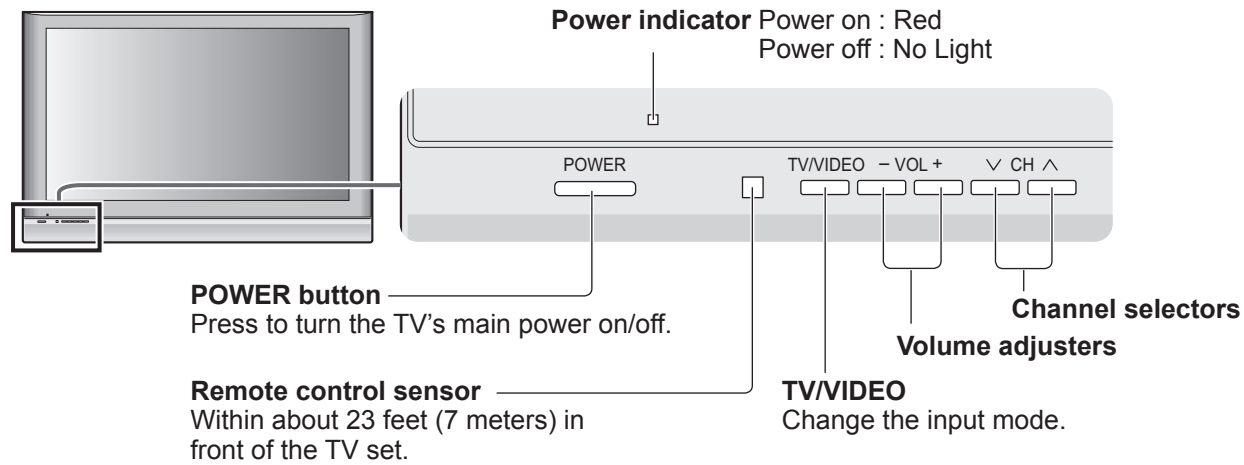 Power indicator Power on : Red
Power off : No Light
POWER
TV/VIDEO – VOL + ∨ CH ∧
POWER button
Press to turn the TV’s main power on/off.
Channel selectors
Volume adjusters
Remote control sensor
Within about 23 feet (7 meters) in
front of the TV set.
TV/VIDEO
Change the input mode.